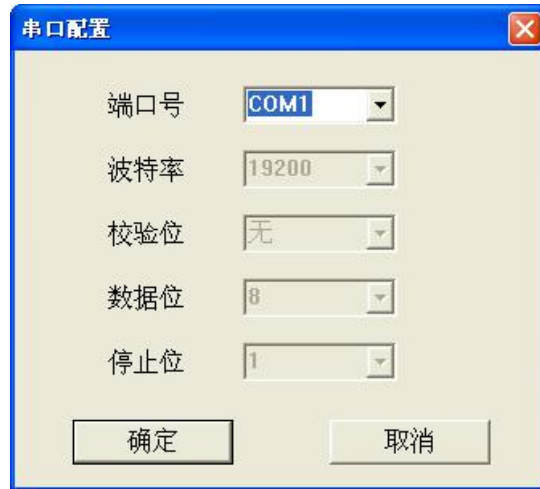 串口配置
端口号 COM1
波特率 19200
校验位 无
数据位 8
停止位 1
确定 取消